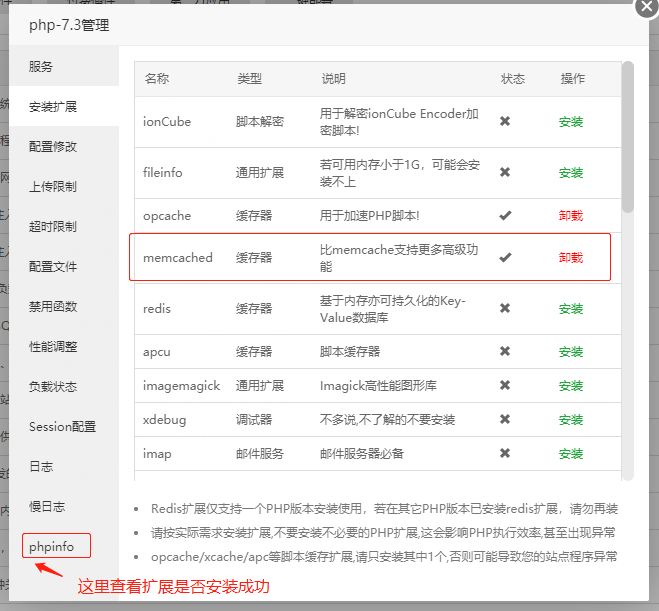 php-7.3管理
服务
安装扩展
配置修改
上传限制
超时限制
配置文件
禁用函数
性能调整
负载状态
Session配置
日志
慢日志
phpinfo
名称 类型 说明 状态 操作
ionCube 脚本解密 用于解密ionCube Encoder加
密脚本! 安装
fileinfo 通用扩展 若可用内存小于1G，可能会安
装不上 安装
opcache 缓存器 用于加速PHP脚本! 卸载
memcached 缓存器 比memcache支持更多高级功
能 卸载
redis 缓存器 基于内存亦可持久化的Key-
Value数据库 安装
apcu 缓存器 脚本缓存器 安装
imagemagick 通用扩展 Imagick高性能图形库 安装
xdebug 调试器 不多说,不了解的不要安装 安装
imap 邮件服务 邮件服务器必备 安装
Redis扩展仅支持一个PHP版本安装使用，若在其它PHP版本已安装redis扩展，请勿再装
请按实际需求安装扩展,不要安装不必要的PHP扩展,这会影响PHP执行效率,甚至出现异常
opcache/xcache/apc等脚本缓存扩展,请只安装其中1个,否则可能导致您的站点程序异常
这里查看扩展是否安装成功